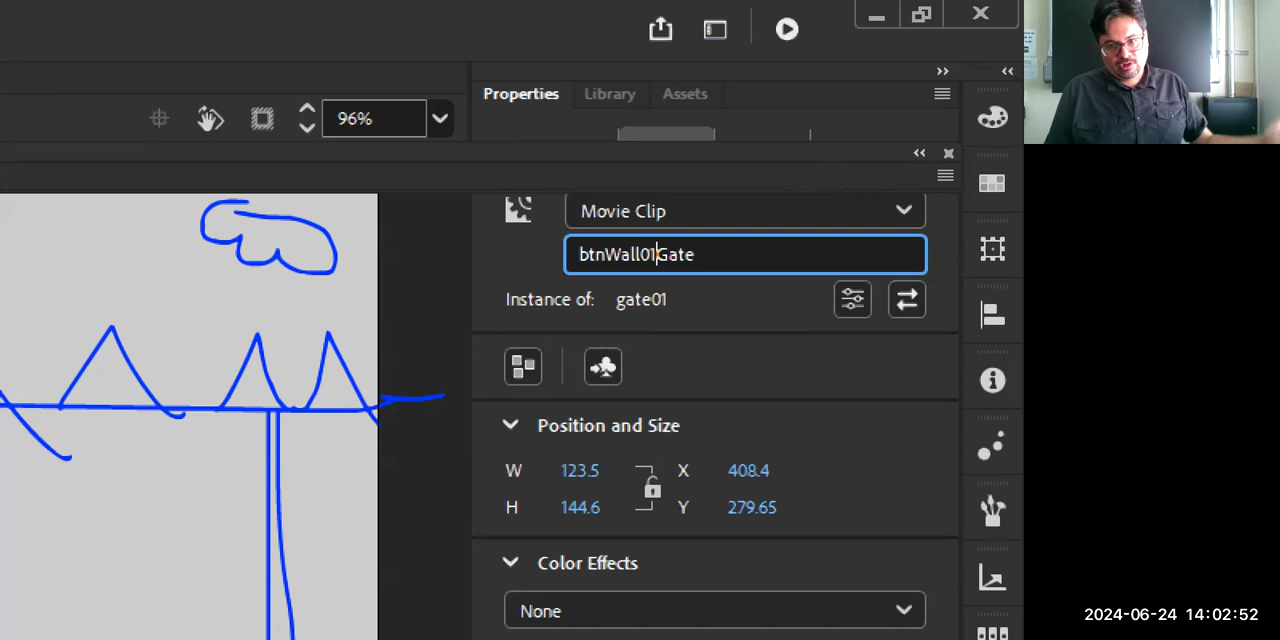 96%
Properties
Library
Assets
Movie Clip
btnWall01Gate
Instance of: gate01
Position and Size
W 123.5 X 408.4
H 144.6 Y 279.65
Color Effects
None
2024-06-24 14:02:52